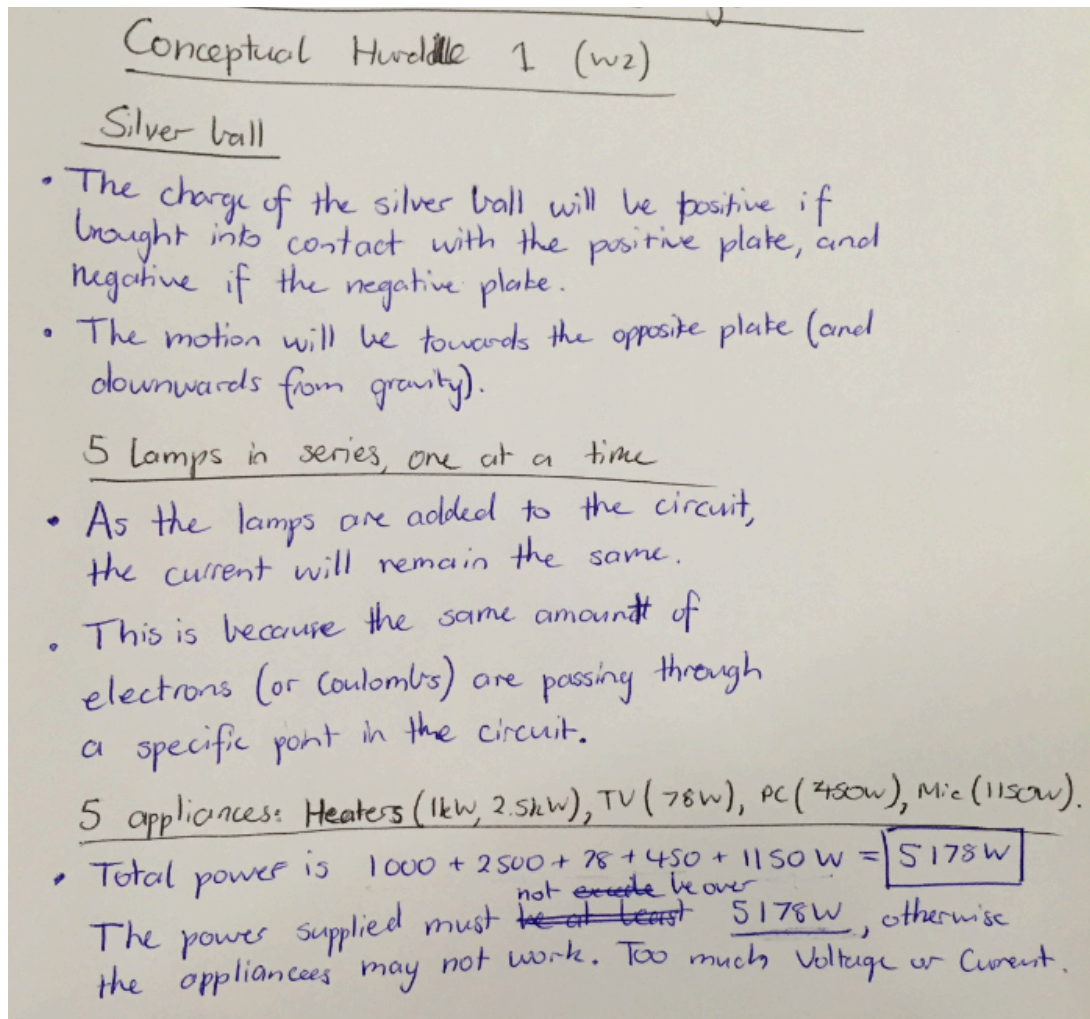 Conceptual Hurdle 1 (W2)
Silver ball
• The charge of the silver ball will be positive if
brought into contact with the positive plate, and
negative if the negative plate.
• The motion will be towards the opposite plate (and
downwards from gravity).
5 Lamps in series, one at a time
• As the lamps are added to the circuit,
the current will remain the same.
• This is because the same amount of
electrons (or Coulombs) are passing through
a specific point in the circuit.
5 appliances: Heaters (1kW, 2.5kW), TV (78W), PC (450W), Mic (1150W).
• Total power is 1000 + 2500 + 78 + 450 + 1150 W = 5178W
not be over
The power supplied must be at least 5178W, otherwise
the appliancees may not work. Too much Voltage or Current.